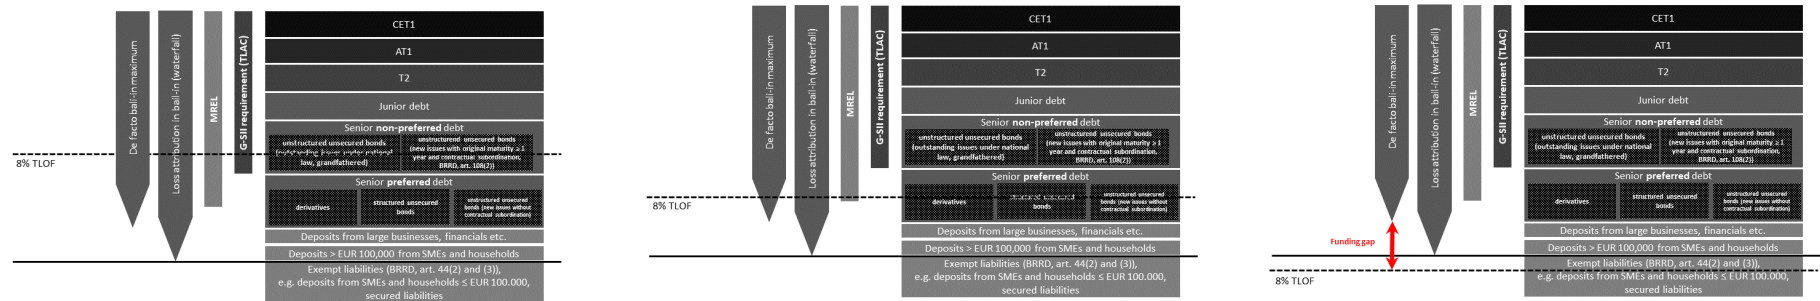 De facto bali-in maximum
Loss attribution in bail-in (waterfall)
MREL
G-SII requirement (TLAC)
CET1
AT1
T2
Junior debt
Senior non-preferred debt
unstructured unsecured bonds
(outstanding issues under national
law, grandfathered)
unstructured unsecured bonds
(new issues with original maturity ≥ 1
year and contractual subordination,
BRRD, art. 108(2))
8% TLOF
Senior preferred debt
derivatives
structured unsecured
bonds
unstructured unsecured
bonds (new issues without
contractual subordination)
Deposits from large businesses, financials etc.
Deposits > EUR 100,000 from SMEs and households
Exempt liabilities (BRRD, art. 44(2) and (3)),
e.g. deposits from SMEs and households ≤ EUR 100.000,
secured liabilities
De facto bali-in maximum
Loss attribution in bail-in (waterfall)
MREL
G-SII requirement (TLAC)
CET1
AT1
T2
Junior debt
Senior non-preferred debt
unstructured unsecured bonds
(outstanding issues under national
law, grandfathered)
unstructured unsecured bonds
(new issues with original maturity ≥ 1
year and contractual subordination,
BRRD, art. 108(2))
Senior preferred debt
8% TLOF
derivatives
structured unsecured
bonds
unstructured unsecured
bonds (new issues without
contractual subordination)
Deposits from large businesses, financials etc.
Deposits > EUR 100,000 from SMEs and households
Exempt liabilities (BRRD, art. 44(2) and (3)),
e.g. deposits from SMEs and households ≤ EUR 100.000,
secured liabilities
De facto bali-in maximum
Loss attribution in bail-in (waterfall)
MREL
G-SII requirement (TLAC)
CET1
AT1
T2
Junior debt
Senior non-preferred debt
unstructured unsecured bonds
(outstanding issues under national
law, grandfathered)
unstructured unsecured bonds
(new issues with original maturity ≥ 1
year and contractual subordination,
BRRD, art. 108(2))
Senior preferred debt
derivatives
structured unsecured
bonds
unstructured unsecured
bonds (new issues without
contractual subordination)
Deposits from large businesses, financials etc.
Funding gap
Deposits > EUR 100,000 from SMEs and households
Exempt liabilities (BRRD, art. 44(2) and (3)),
e.g. deposits from SMEs and households ≤ EUR 100.000,
secured liabilities
8% TLOF